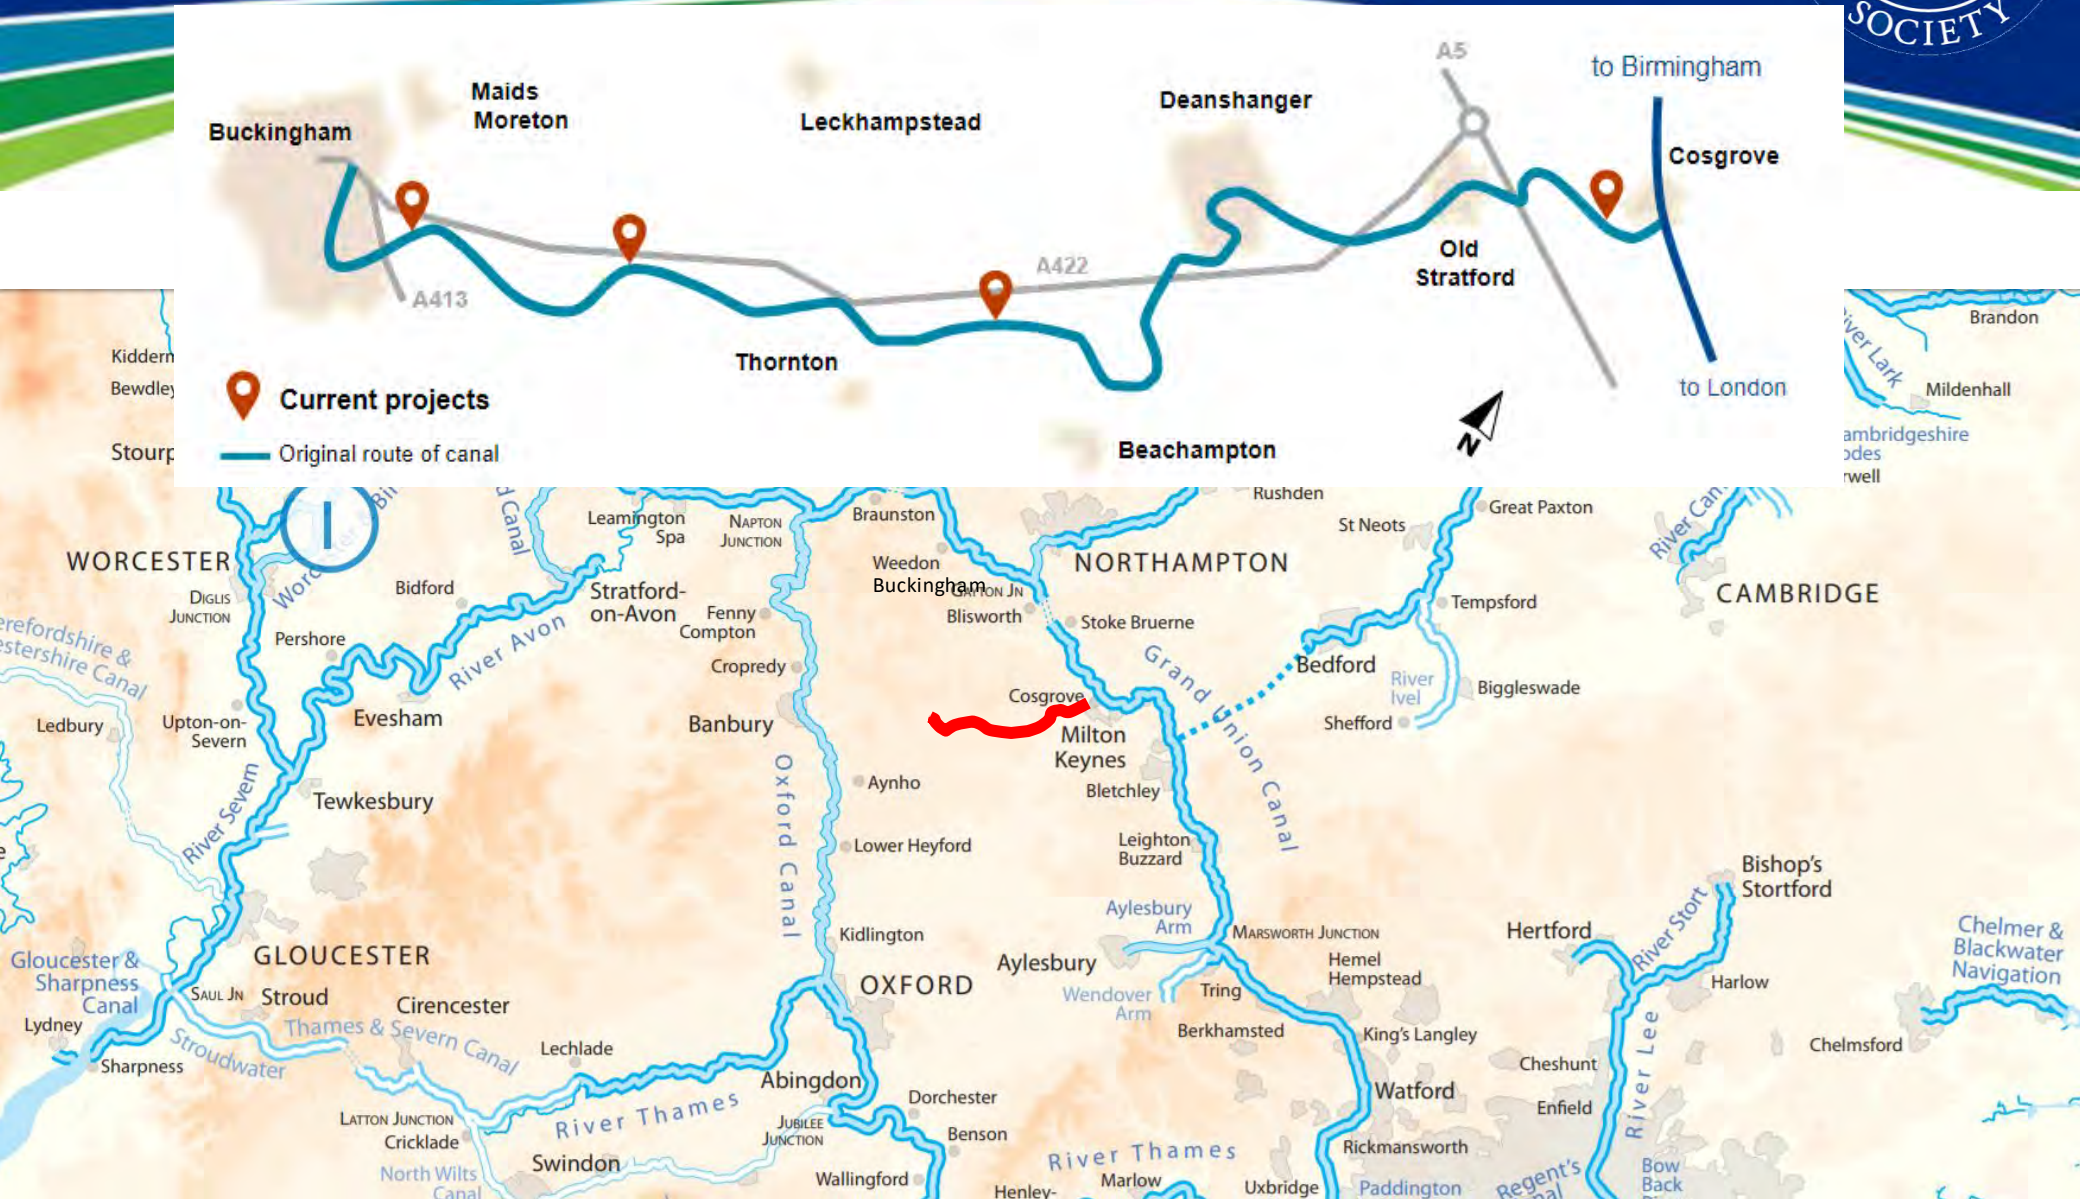 SOCIETY
A5
to Birmingham
Maids
Moreton
Deanshanger
Leckhampstead
Buckingham
Cosgrove
Old
Stratford
A422
A413
Thornton
to London
Current projects
N
Beachampton
Original route of canal
Brandon
River Lark
Mildenhall
Bewdley
Rushden
Great Paxton
St Neots
Leamington
Spa
NAPTON
JUNCTION
Braunston
Weedon
Buckingham
NORTHAMPTON
WORCESTER
CAMBRIDGE
DIGLIS
JUNCTION
Bidford
Stratford-
on-Avon
Fenny
Compton
Blisworth
Stoke Bruerne
Tempsford
Pershore
River Avon
Cropredy
Grand Union Canal
Bedford
River
Ivel
Biggleswade
Cosgrove
Ledbury
Upton-on-
Severn
Evesham
Banbury
Shefford
Milton
Keynes
Oxford Canal
Aynho
Bletchley
Tewkesbury
River Severn
Lower Heyford
Leighton
Buzzard
Bishop's
Stortford
Aylesbury
Arm
MARSWORTH JUNCTION
Hertford
River Stort
Chelmer &
Blackwater
Navigation
Kidlington
GLOUCESTER
Gloucester &
Sharpness
Canal
Aylesbury
Hemel
Hempstead
OXFORD
Harlow
SAUL JN
Stroud
Cirencester
Wendover
Arm
Tring
Lydney
Thames & Severn Canal
Stroudwater
Berkhamsted
King's Langley
River Lee
Chelmsford
Lechlade
Cheshunt
Sharpness
Abingdon
Watford
Dorchester
Enfield
River Thames
LATTON JUNCTION
Cricklade
JUBILEE
JUNCTION
Benson
Rickmansworth
Swindon
River Thames
North Wilts
Canal
Wallingford
Marlow
Henley-
Uxbridge
Paddington
Regent's
Bow
Back